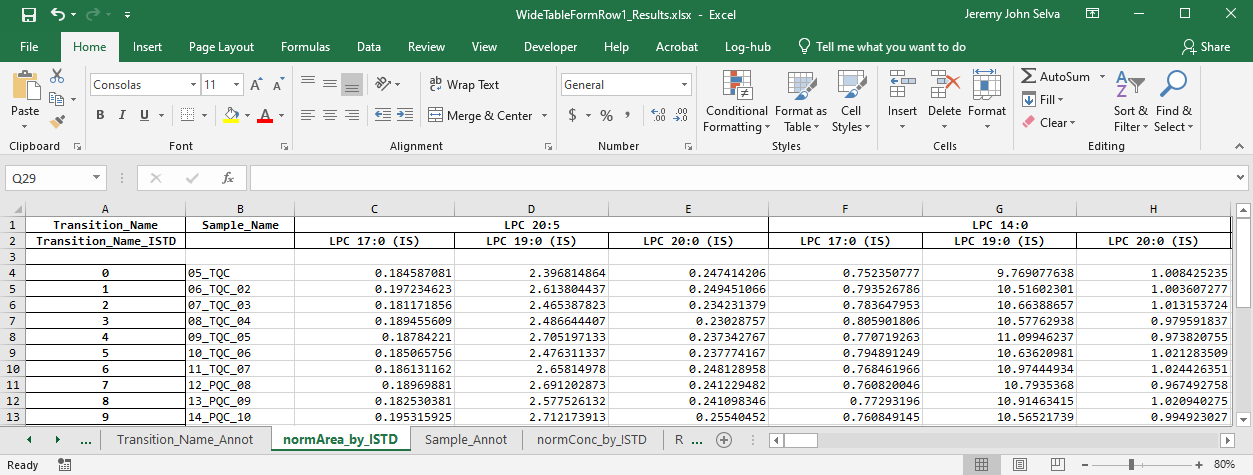 WideTableFormRow1_Results.xlsx - Excel Jeremy John Selva
File Home Insert Page Layout Formulas Data Review View Developer Help Acrobat Log-hub Tell me what you want to do Share
Paste
Clipboard
Consolas 11
B I U A
Font
Wrap Text
Merge & Center
Alignment
General
$ % ,
Number
Conditional Formatting
Format as Table
Cell Styles
Styles
Insert Delete Format
Cells
AutoSum
Fill
Clear
Sort & Filter
Find & Select
Editing
Q29 fx
A B C D E F G H
1 Transition_Name Sample_Name LPC 20:5 LPC 14:0
2 Transition_Name_ISTD LPC 17:0 (IS) LPC 19:0 (IS) LPC 20:0 (IS) LPC 17:0 (IS) LPC 19:0 (IS) LPC 20:0 (IS)
3
4 0 05_TQC 0.184587081 2.396814864 0.247414206 0.752350777 9.769077638 1.008425235
5 1 06_TQC_02 0.197234623 2.613804437 0.249451066 0.793526786 10.51602301 1.003607277
6 2 07_TQC_03 0.181171856 2.465387823 0.234231379 0.783647953 10.66388657 1.013153724
7 3 08_TQC_04 0.189455609 2.486644407 0.23028757 0.805901806 10.57762938 0.979591837
8 4 09_TQC_05 0.18784221 2.705197133 0.237342767 0.770719263 11.09946237 0.973820755
9 5 10_TQC_06 0.185065756 2.476311337 0.237774167 0.794891249 10.63620981 1.021283509
10 6 11_TQC_07 0.186131162 2.65814978 0.248128958 0.768461966 10.97444934 1.024426351
11 7 12_PQC_08 0.18969881 2.691202873 0.241229482 0.760820046 10.7935368 0.967492758
12 8 13_PQC_09 0.182530381 2.577526132 0.241098346 0.77293196 10.91463415 1.020940275
13 9 14_PQC_10 0.195315925 2.712173913 0.25540452 0.760849145 10.56521739 0.994923027
... Transition_Name_Annot normArea_by_ISTD Sample_Annot normConc_by_ISTD R ...
Ready 80%